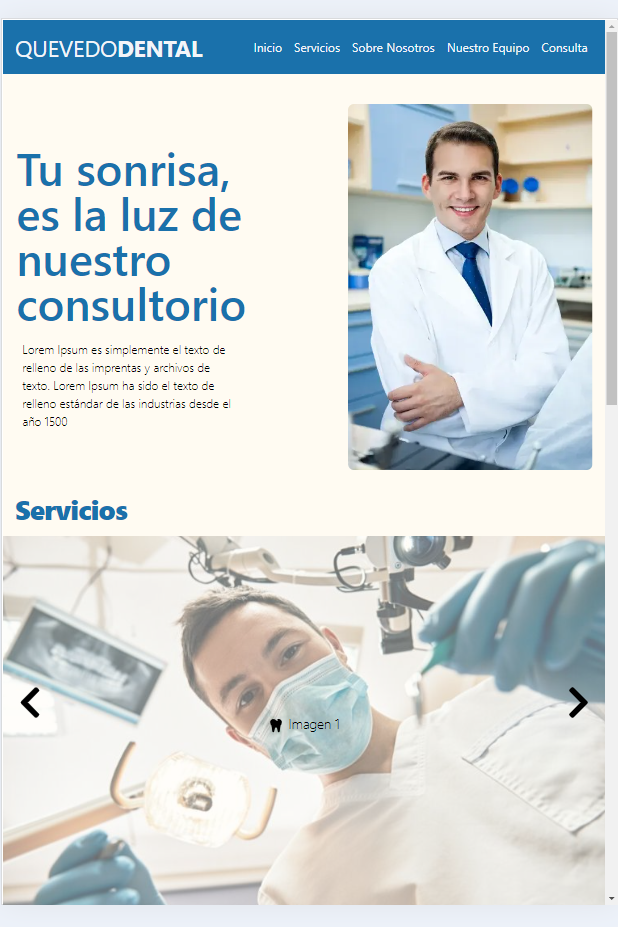 QUEVEDODENTAL
Inicio Servicios Sobre Nosotros Nuestro Equipo Consulta
Tu sonrisa,
es la luz de
nuestro
consultorio
Lorem Ipsum es simplemente el texto de
relleno de las imprentas y archivos de
texto. Lorem Ipsum ha sido el texto de
relleno estándar de las industrias desde el
año 1500
Servicios
Imagen 1